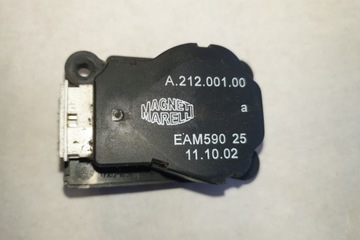 A.212.001.00
MAGNETI
MARELLI
a
EAM590 25
11.10.02